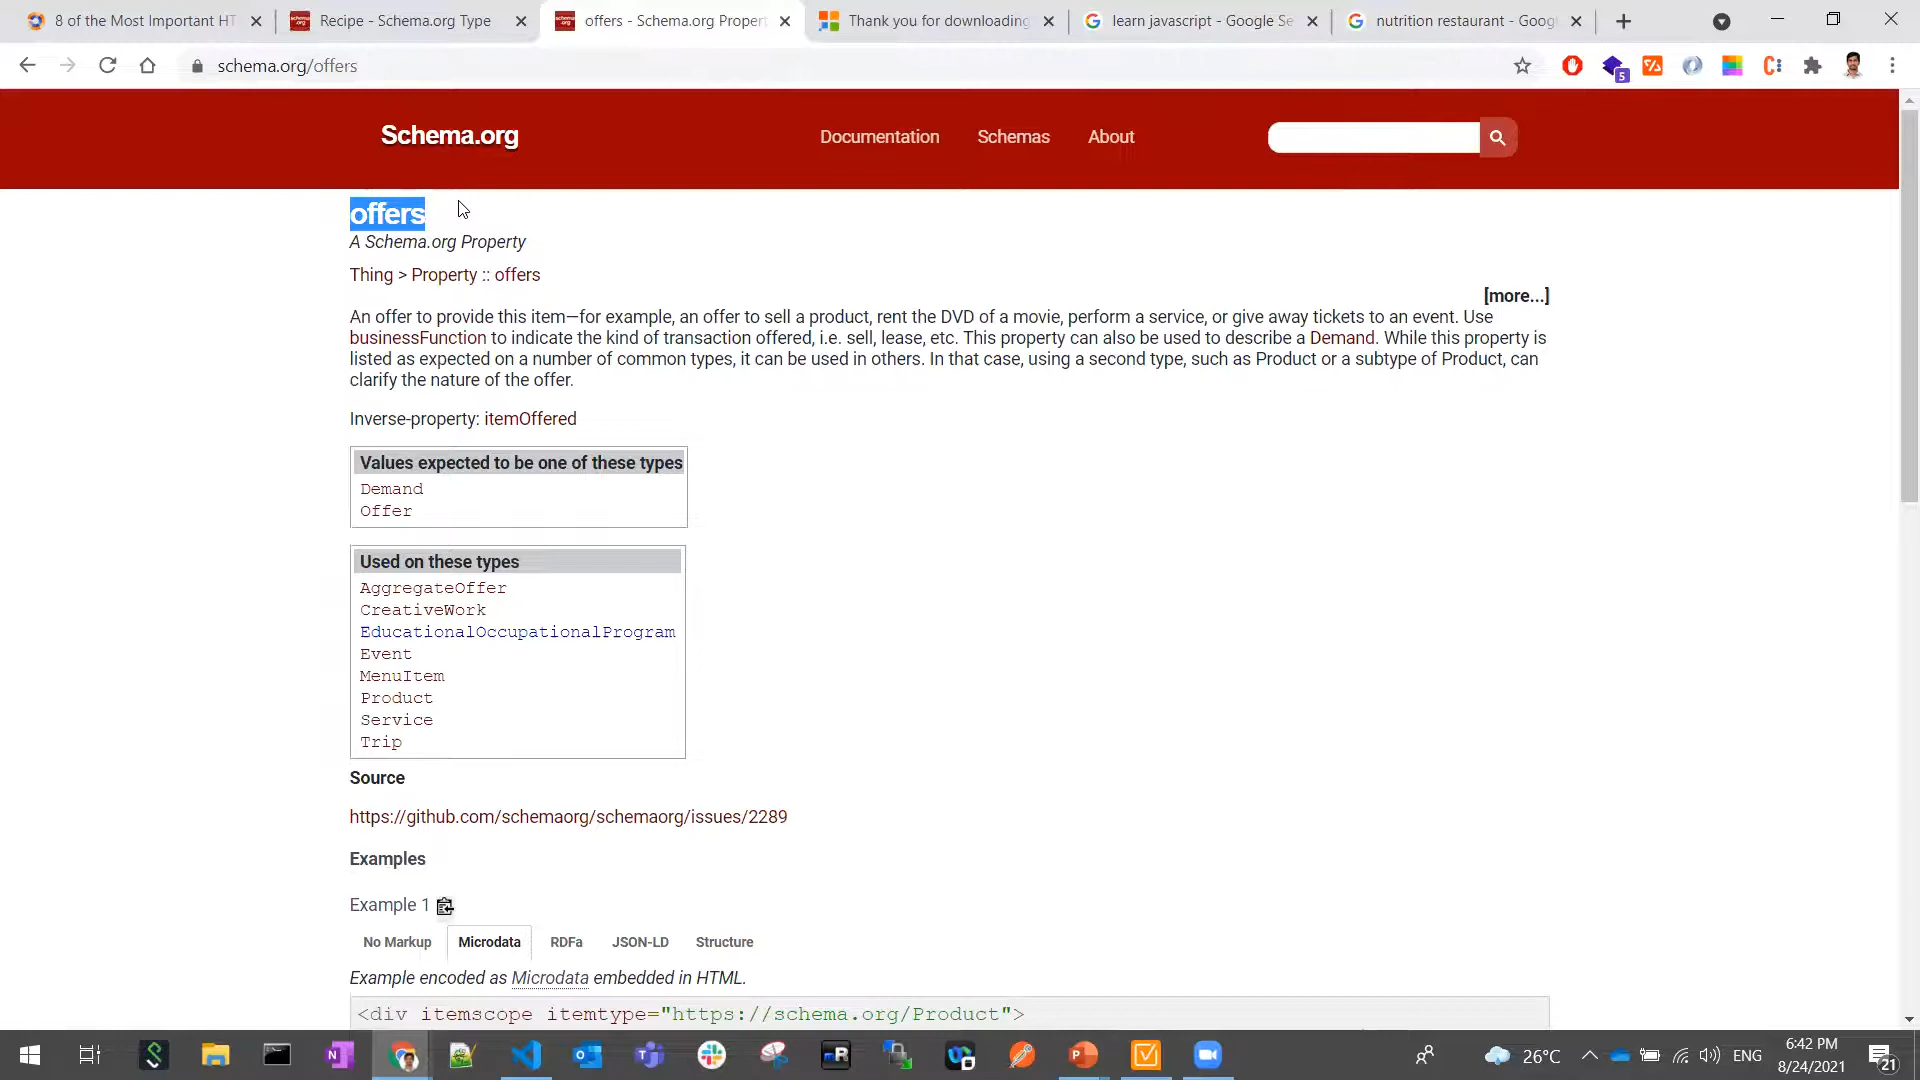 8 of the Most Important HT
Recipe - Schema.org Type
offers - Schema.org Propert
Thank you for downloading
learn javascript - Google Se
nutrition restaurant - Goog
schema.org/offers
5
Schema.org
Documentation
Schemas
About
offers
A Schema.org Property
Thing > Property :: offers
[more...]
An offer to provide this item—for example, an offer to sell a product, rent the DVD of a movie, perform a service, or give away tickets to an event. Use
businessFunction to indicate the kind of transaction offered, i.e. sell, lease, etc. This property can also be used to describe a Demand. While this property is
listed as expected on a number of common types, it can be used in others. In that case, using a second type, such as Product or a subtype of Product, can
clarify the nature of the offer.
Inverse-property: itemOffered
Values expected to be one of these types
Demand
Offer
Used on these types
AggregateOffer
CreativeWork
EducationalOccupationalProgram
Event
MenuItem
Product
Service
Trip
Source
https://github.com/schemaorg/schemaorg/issues/2289
Examples
Example 1
No Markup
Microdata
RDFa
JSON-LD
Structure
Example encoded as Microdata embedded in HTML.
<div itemscope itemtype="https://schema.org/Product">
26°C
ENG
6:42 PM
8/24/2021
21